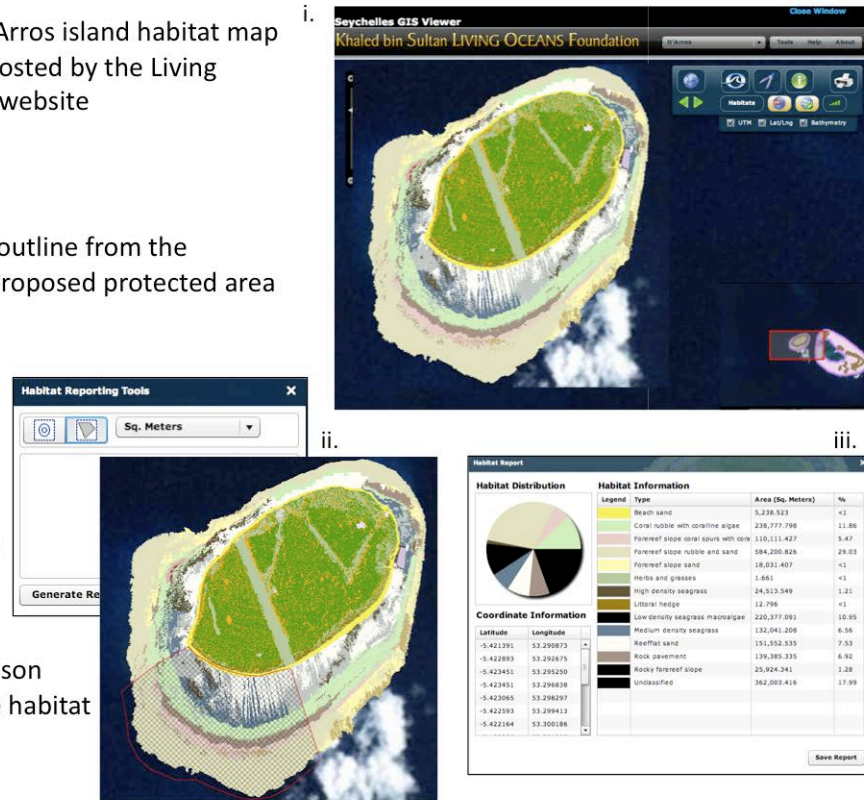 Arros island habitat map
osted by the Living
website
outline from the
roposed protected area
son
e habitat
i.
Seychelles GIS Viewer
Close Window
Khaled bin Sultan LIVING OCEANS Foundation
D'Arros
Tools Help About
Habitats
UTM Lat/Lng Bathymetry
Habitat Reporting Tools X
Sq. Meters
Generate Re
ii.
iii.
Habitat Report
Habitat Distribution
Coordinate Information
Latitude Longitude
-5.421391 53.290873
-5.422893 53.292675
-5.423451 53.295250
-5.423451 53.296838
-5.423065 53.298297
-5.422593 53.299413
-5.422164 53.300186
Habitat Information
Legend Type Area (Sq. Meters) %
Beach sand 5,238.523 <1
Coral rubble with coralline algae 238,777.798 11.86
Forereef slope coral spurs with cora 110,111.427 5.47
Forereef slope rubble and sand 584,200.826 29.03
Forereef slope sand 18,031.407 <1
Herbs and grasses 1.661 <1
High density seagrass 24,513.549 1.21
Littoral hedge 12.796 <1
Low density seagrass macroalgae 220,377.091 10.95
Medium density seagrass 132,041.208 6.56
Reefflat sand 151,552.535 7.53
Rock pavement 139,385.335 6.92
Rocky forereef slope 25,924.341 1.28
Unclassified 362,003.416 17.99
Save Report